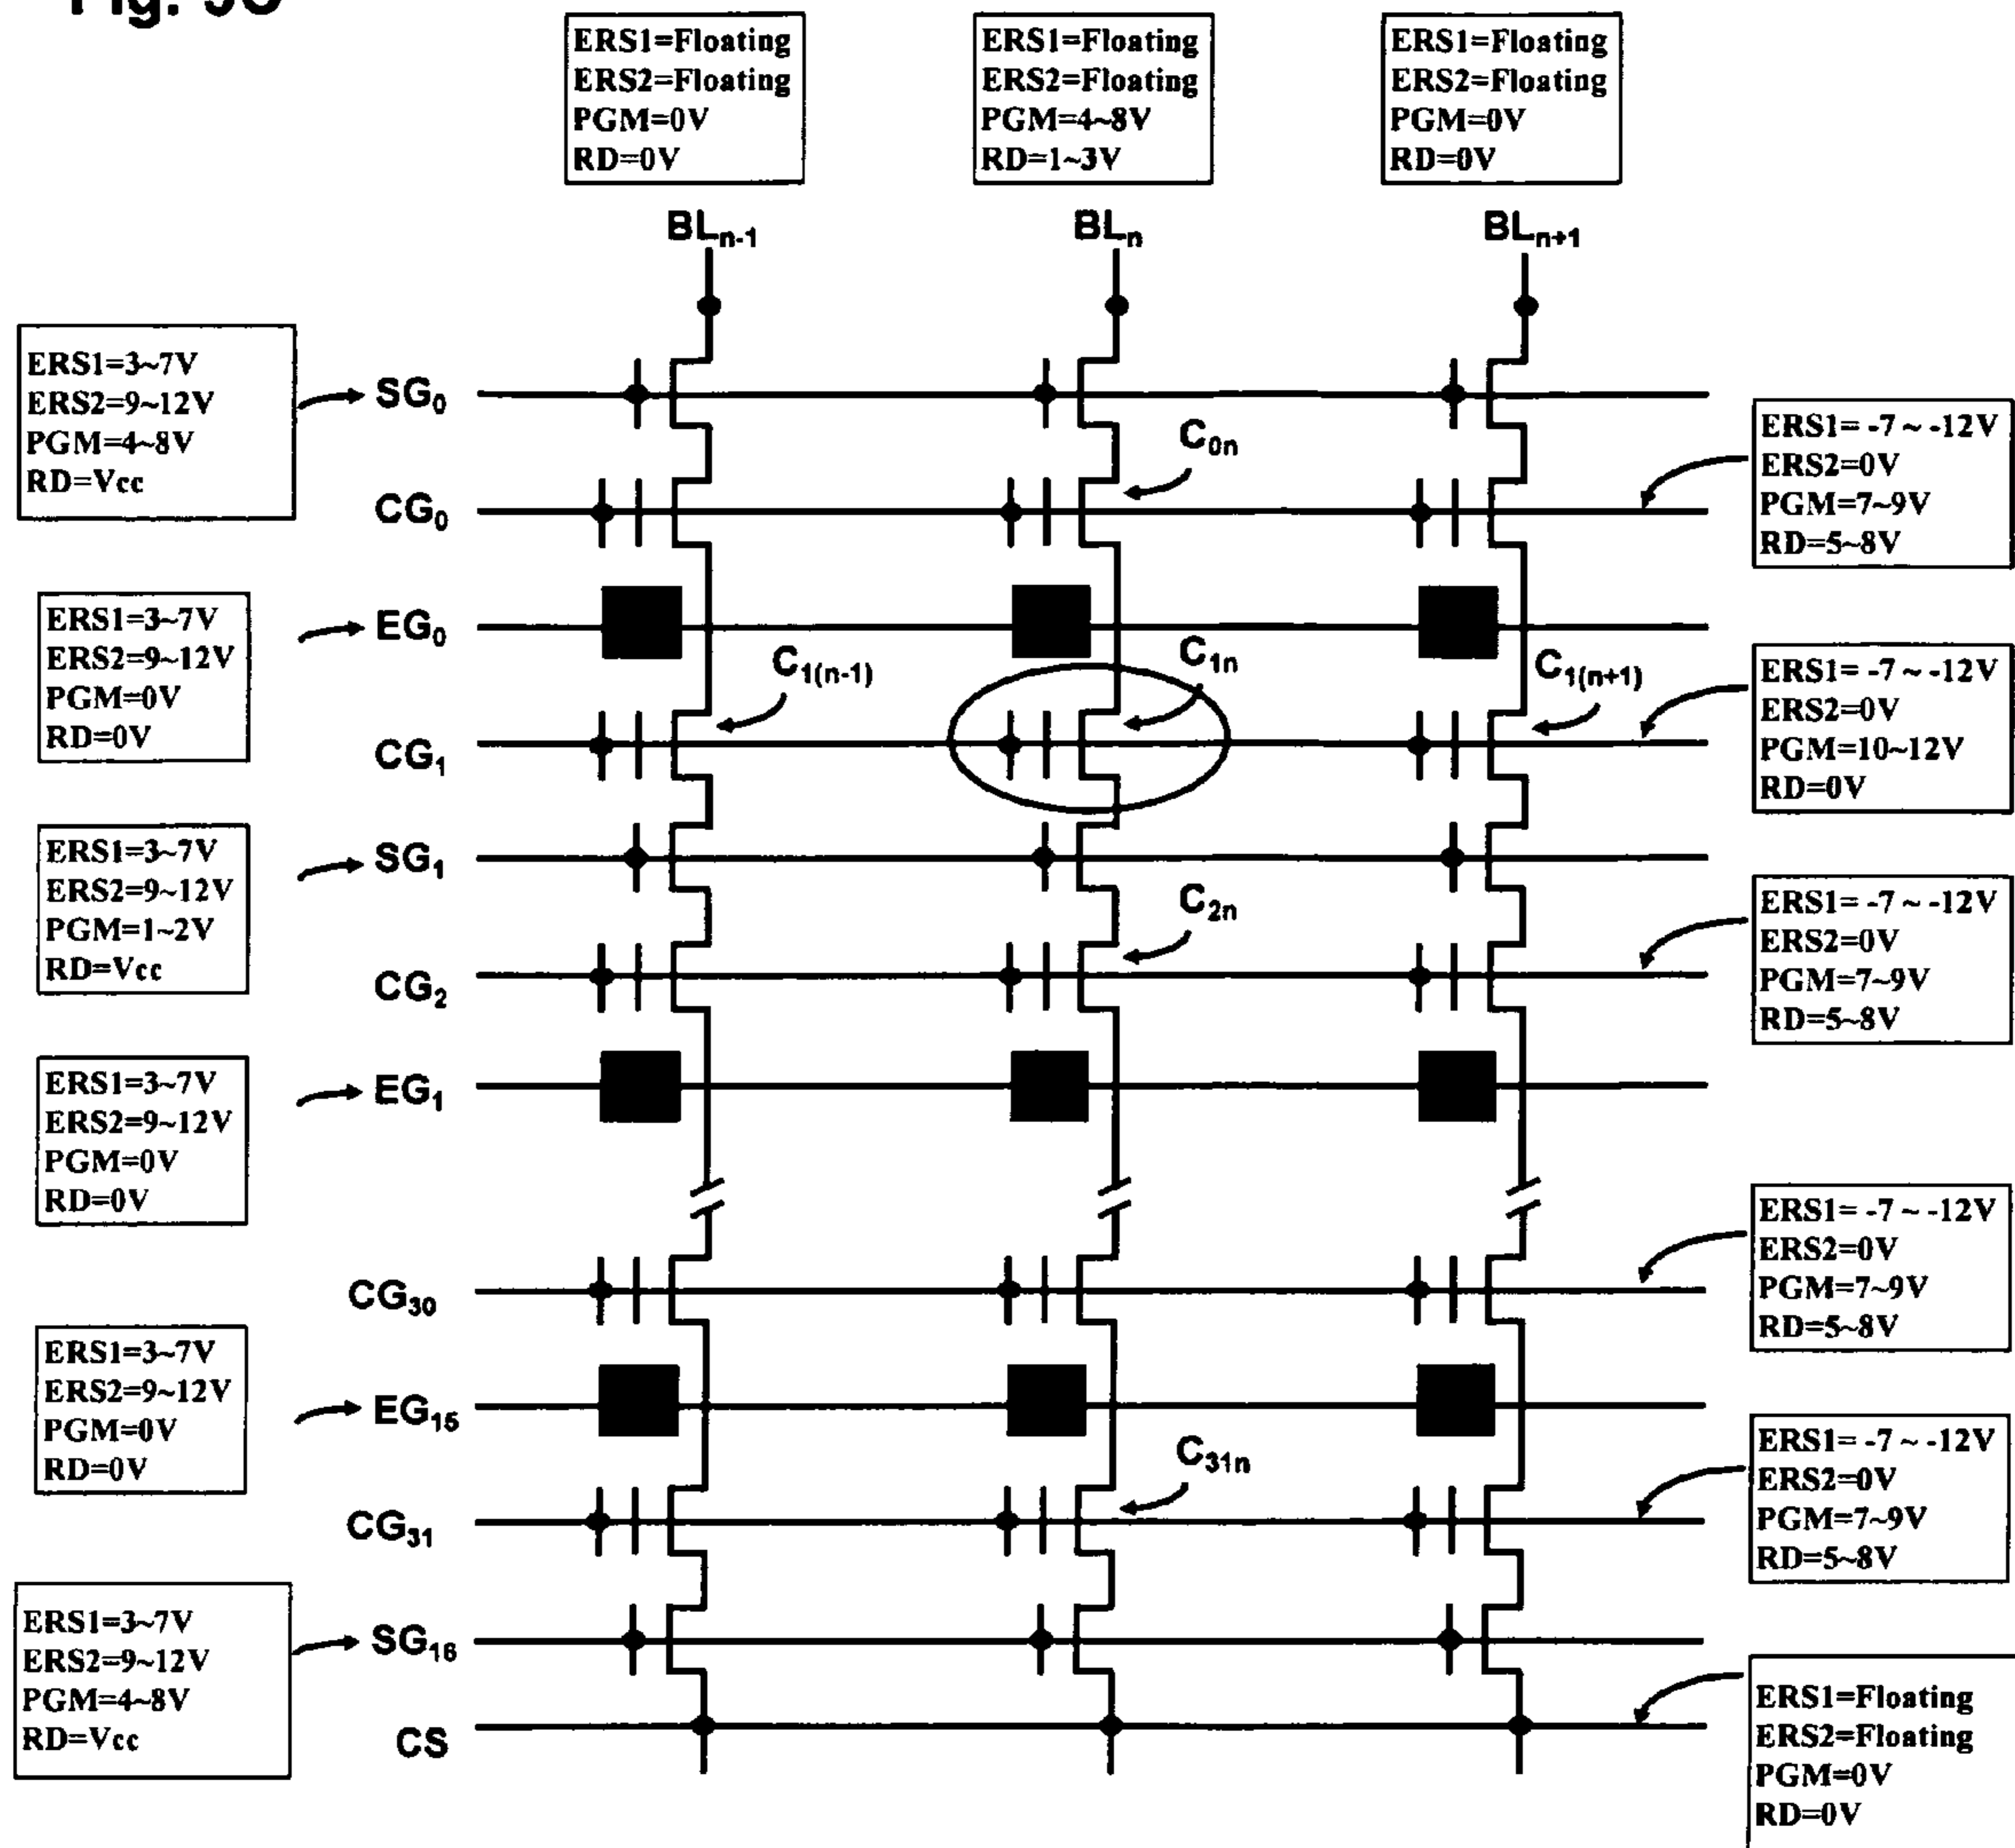 ERS1=Floating
ERS2=Floating
PGM=0V
RD=0V
ERS1=Floating
ERS2=Floating
PGM=4~8V
RD=1~3V
ERS1=Floating
ERS2=Floating
PGM=0V
RD=0V
BLn-1
BLn
BLn+1
ERS1=3~7V
ERS2=9~12V
PGM=4~8V
RD=Vcc
SG0
C0n
CG0
ERS1= -7 ~ -12V
ERS2=0V
PGM=7~9V
RD=5~8V
ERS1=3~7V
ERS2=9~12V
PGM=0V
RD=0V
EG0
C1(n-1)
C1n
C1(n+1)
CG1
ERS1= -7 ~ -12V
ERS2=0V
PGM=10~12V
RD=0V
ERS1=3~7V
ERS2=9~12V
PGM=1~2V
RD=Vcc
SG1
C2n
CG2
ERS1= -7 ~ -12V
ERS2=0V
PGM=7~9V
RD=5~8V
ERS1=3~7V
ERS2=9~12V
PGM=0V
RD=0V
EG1
CG30
ERS1= -7 ~ -12V
ERS2=0V
PGM=7~9V
RD=5~8V
ERS1=3~7V
ERS2=9~12V
PGM=0V
RD=0V
EG15
C31n
CG31
ERS1= -7 ~ -12V
ERS2=0V
PGM=7~9V
RD=5~8V
ERS1=3~7V
ERS2=9~12V
PGM=4~8V
RD=Vcc
SG16
CS
ERS1=Floating
ERS2=Floating
PGM=0V
RD=0V